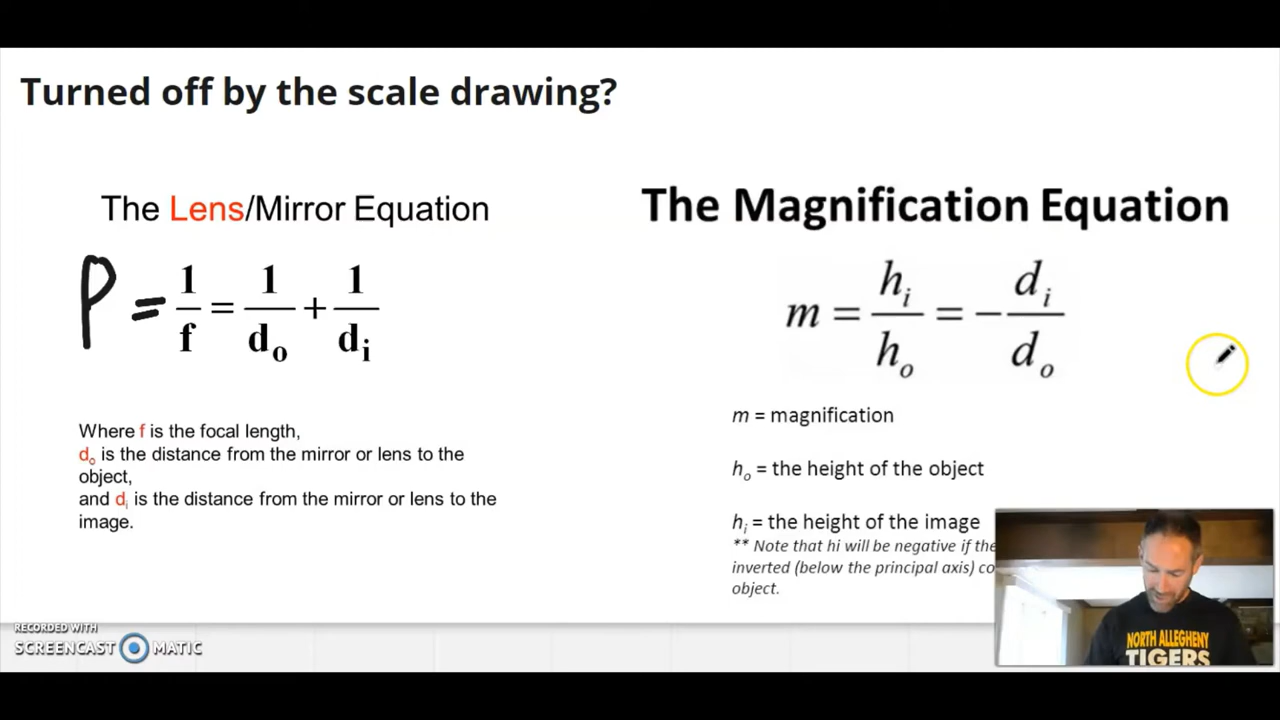 Turned off by the scale drawing?
The Lens/Mirror Equation
P = 1/f = 1/dₒ + 1/dᵢ
Where f is the focal length,
dₒ is the distance from the mirror or lens to the
object,
and dᵢ is the distance from the mirror or lens to the
image.
The Magnification Equation
m = hᵢ/hₒ = −dᵢ/dₒ
m = magnification
hₒ = the height of the object
hᵢ = the height of the image
** Note that hi will be negative if the
inverted (below the principal axis) co
object.
RECORDED WITH
SCREENCAST MATIC
NORTH ALLEGHENY
TIGERS